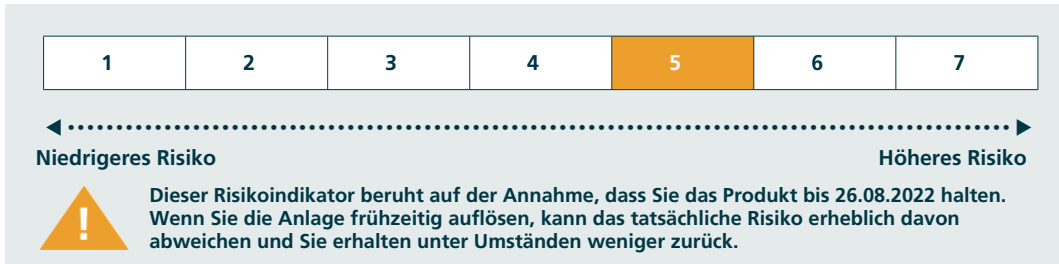 1 2 3 4 5 6 7
Niedrigeres Risiko Höheres Risiko
! Dieser Risikoindikator beruht auf der Annahme, dass Sie das Produkt bis 26.08.2022 halten.
Wenn Sie die Anlage frühzeitig auflösen, kann das tatsächliche Risiko erheblich davon
abweichen und Sie erhalten unter Umständen weniger zurück.